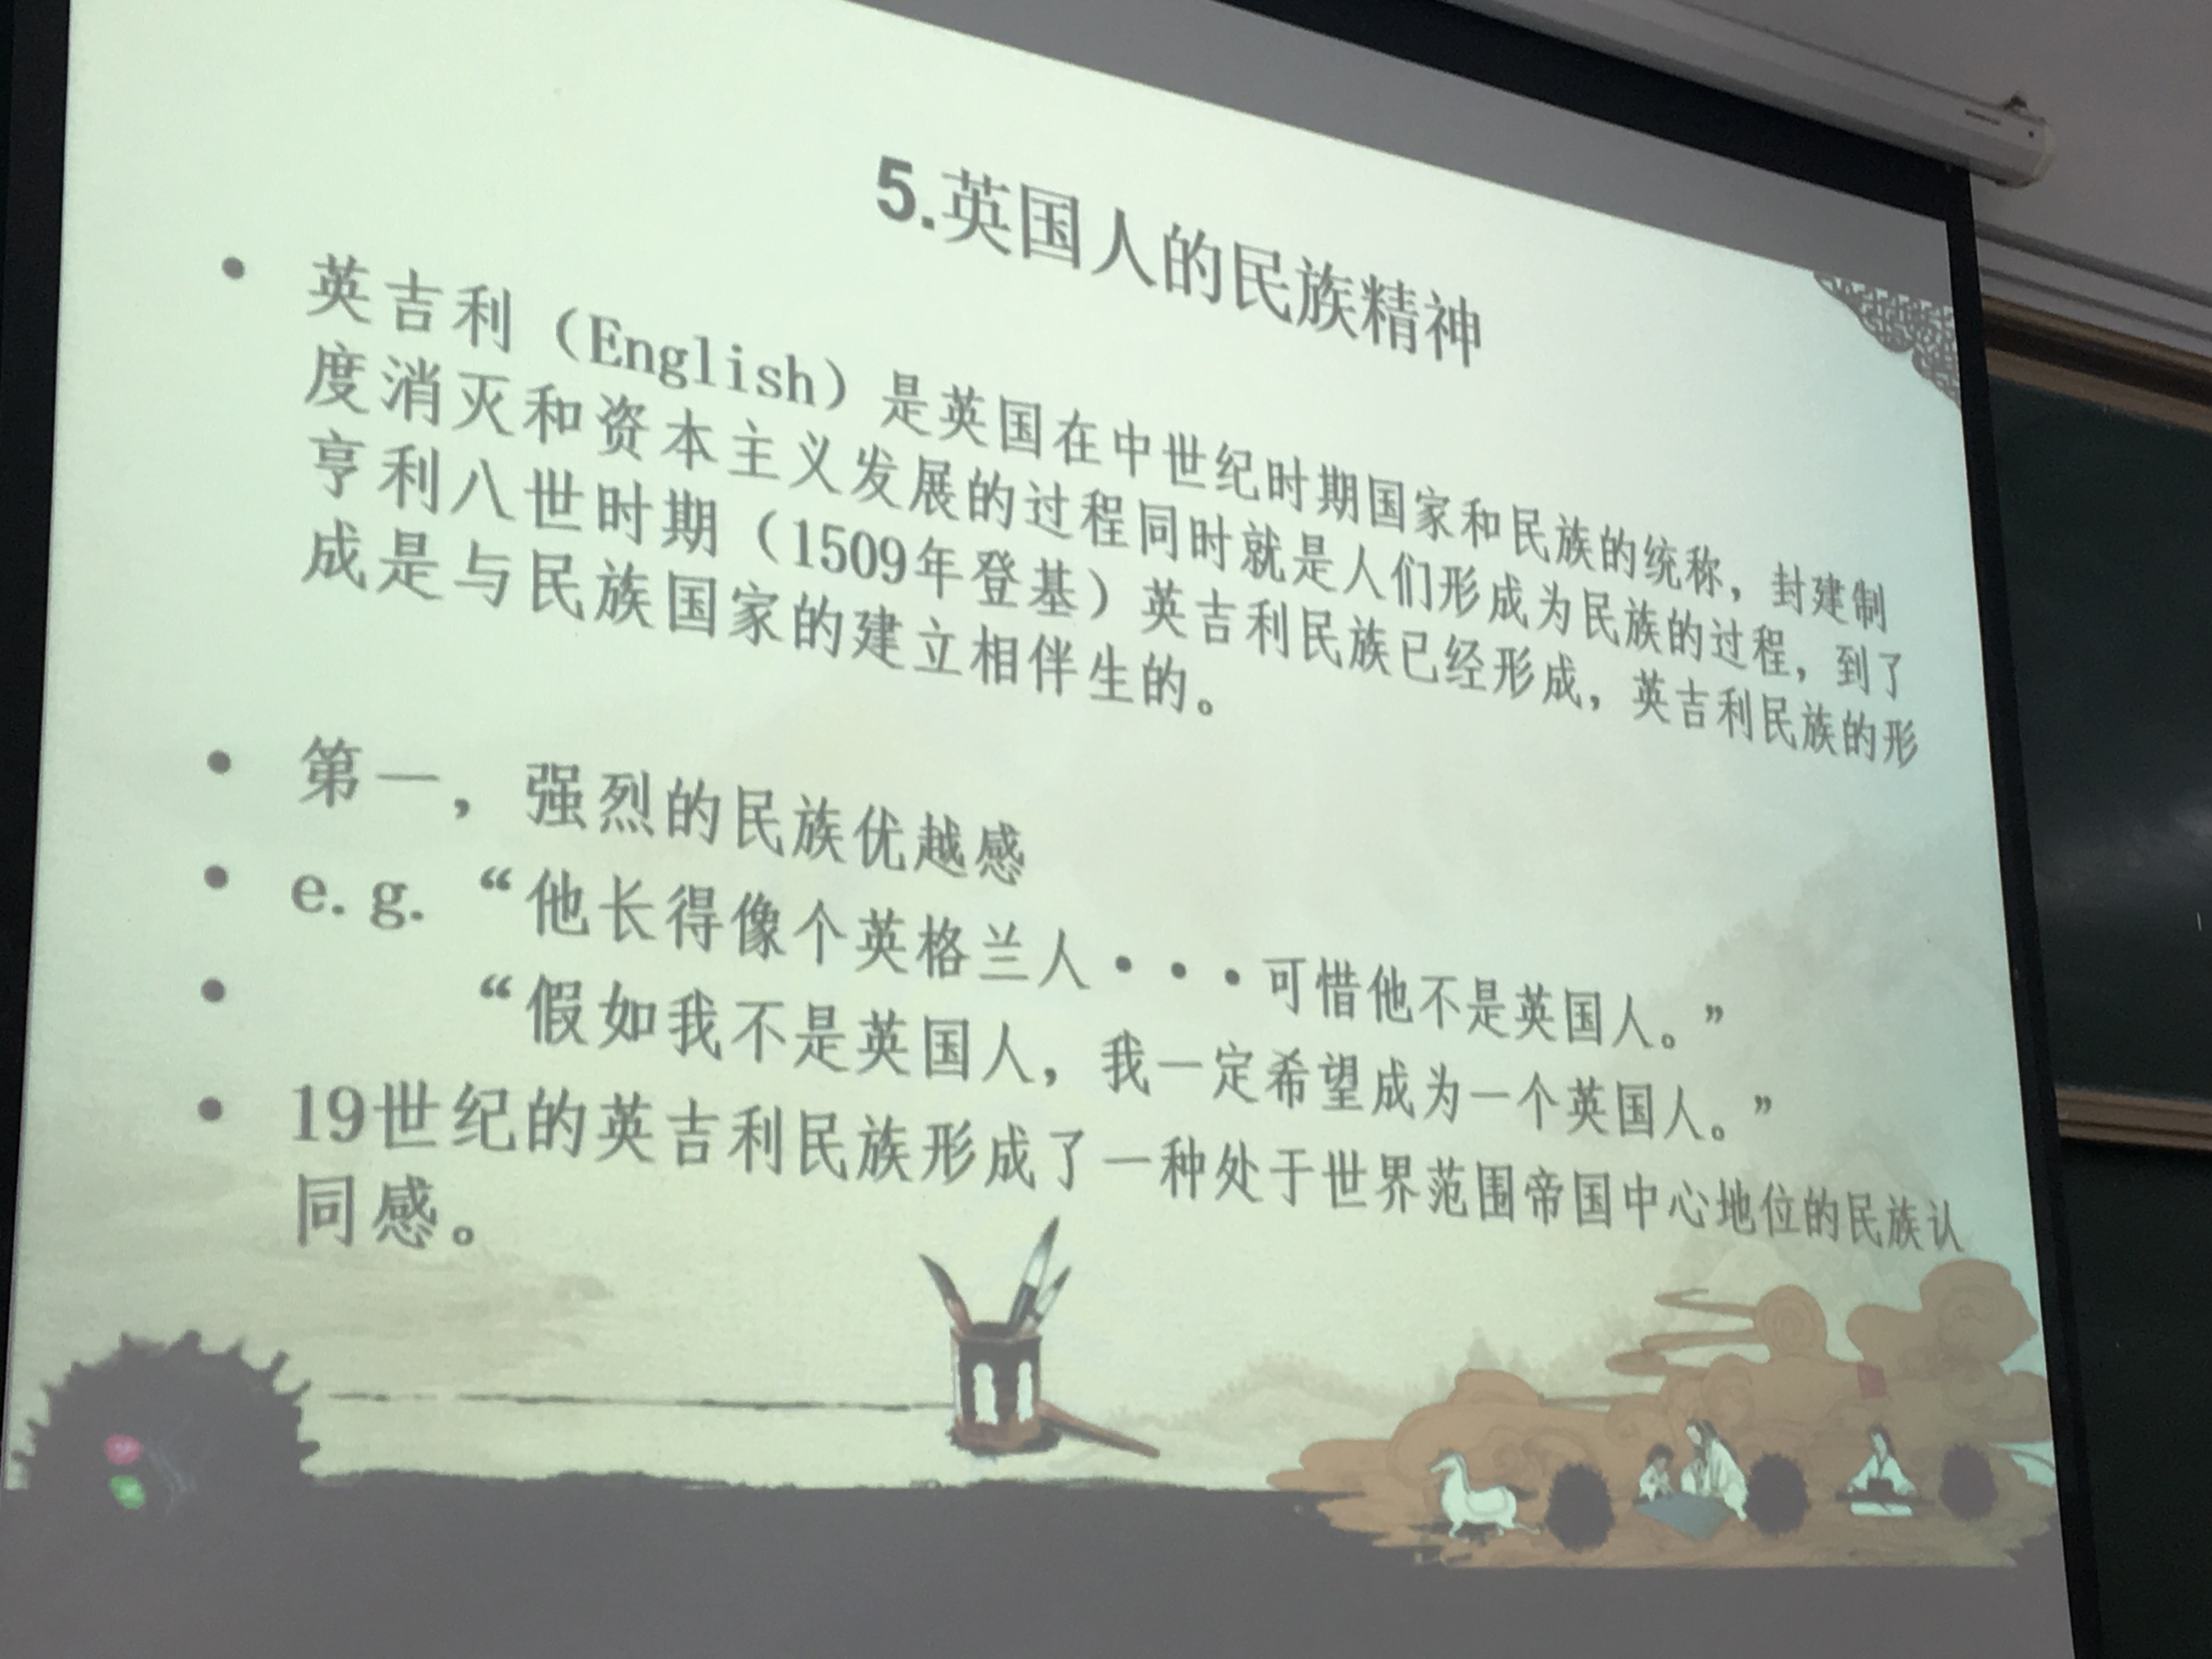 5.英国人的民族精神
• 英吉利（English）是英国在中世纪时期国家和民族的统称，封建制
度消灭和资本主义发展的过程同时就是人们形成为民族的过程，到了
亨利八世时期（1509年登基）英吉利民族已经形成，英吉利民族的形
成是与民族国家的建立相伴生的。
• 第一，强烈的民族优越感
• e.g. “他长得像个英格兰人···可惜他不是英国人。”
• “假如我不是英国人，我一定希望成为一个英国人。”
• 19世纪的英吉利民族形成了一种处于世界范围帝国中心地位的民族认
同感。